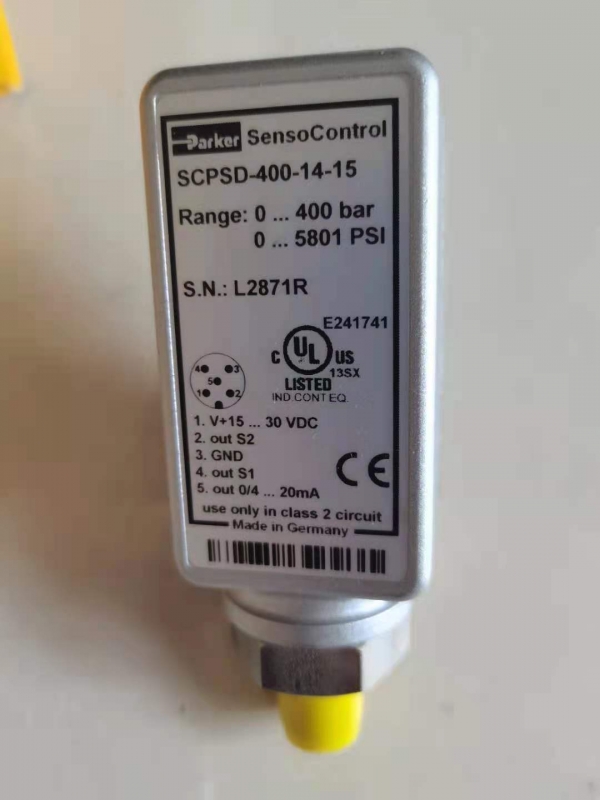 Parker SensoControl
SCPSD-400-14-15
Range: 0 ... 400 bar
0 ... 5801 PSI
S.N.: L2871R
E241741
C UL US
LISTED 13SX
IND CONT EQ.
4 3
5
1 2
1. V+15 ... 30 VDC
2. out S2
3. GND
4. out S1
5. out 0/4 ... 20mA
CE
use only in class 2 circuit
Made in Germany